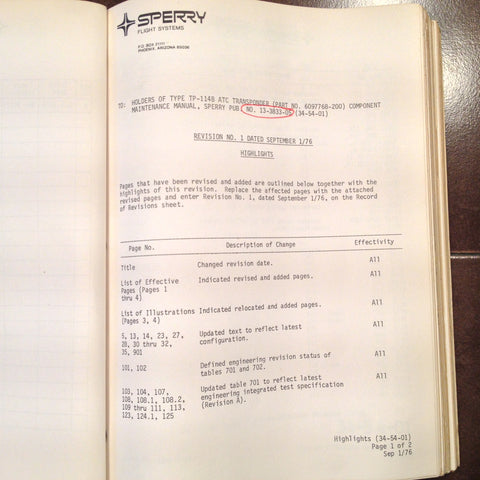 SPERRY
FLIGHT SYSTEMS
P.O. BOX 21111
PHOENIX, ARIZONA 85036
TO: HOLDERS OF TYPE TP-114B ATC TRANSPONDER (PART NO. 6097768-200) COMPONENT
MAINTENANCE MANUAL, SPERRY PUB. NO. 13-3833-05 (34-54-01)
REVISION NO. 1 DATED SEPTEMBER 1/76
HIGHLIGHTS
Pages that have been revised and added are outlined below together with the
highlights of this revision. Replace the affected pages with the attached
revised pages and enter Revision No. 1, dated September 1/76, on the Record
of Revisions sheet.
Page No. Description of Change Effectivity
Title Changed revision date. All
List of Effective Indicated revised and added pages. All
Pages (Pages 1
thru 4)
List of Illustrations Indicated relocated and added pages. All
(Pages 3, 4)
5, 13, 14, 23, 27, Updated text to reflect latest All
28, 30 thru 32, configuration.
35, 901
101, 102 Defined engineering revision status of All
tables 701 and 702.
103, 104, 107, Updated table 701 to reflect latest All
108, 108.1, 108.2, engineering integrated test specification
109 thru 111, 113, (Revision A).
123, 124.1, 125
Highlights (34-54-01)
Page 1 of 2
Sep 1/76